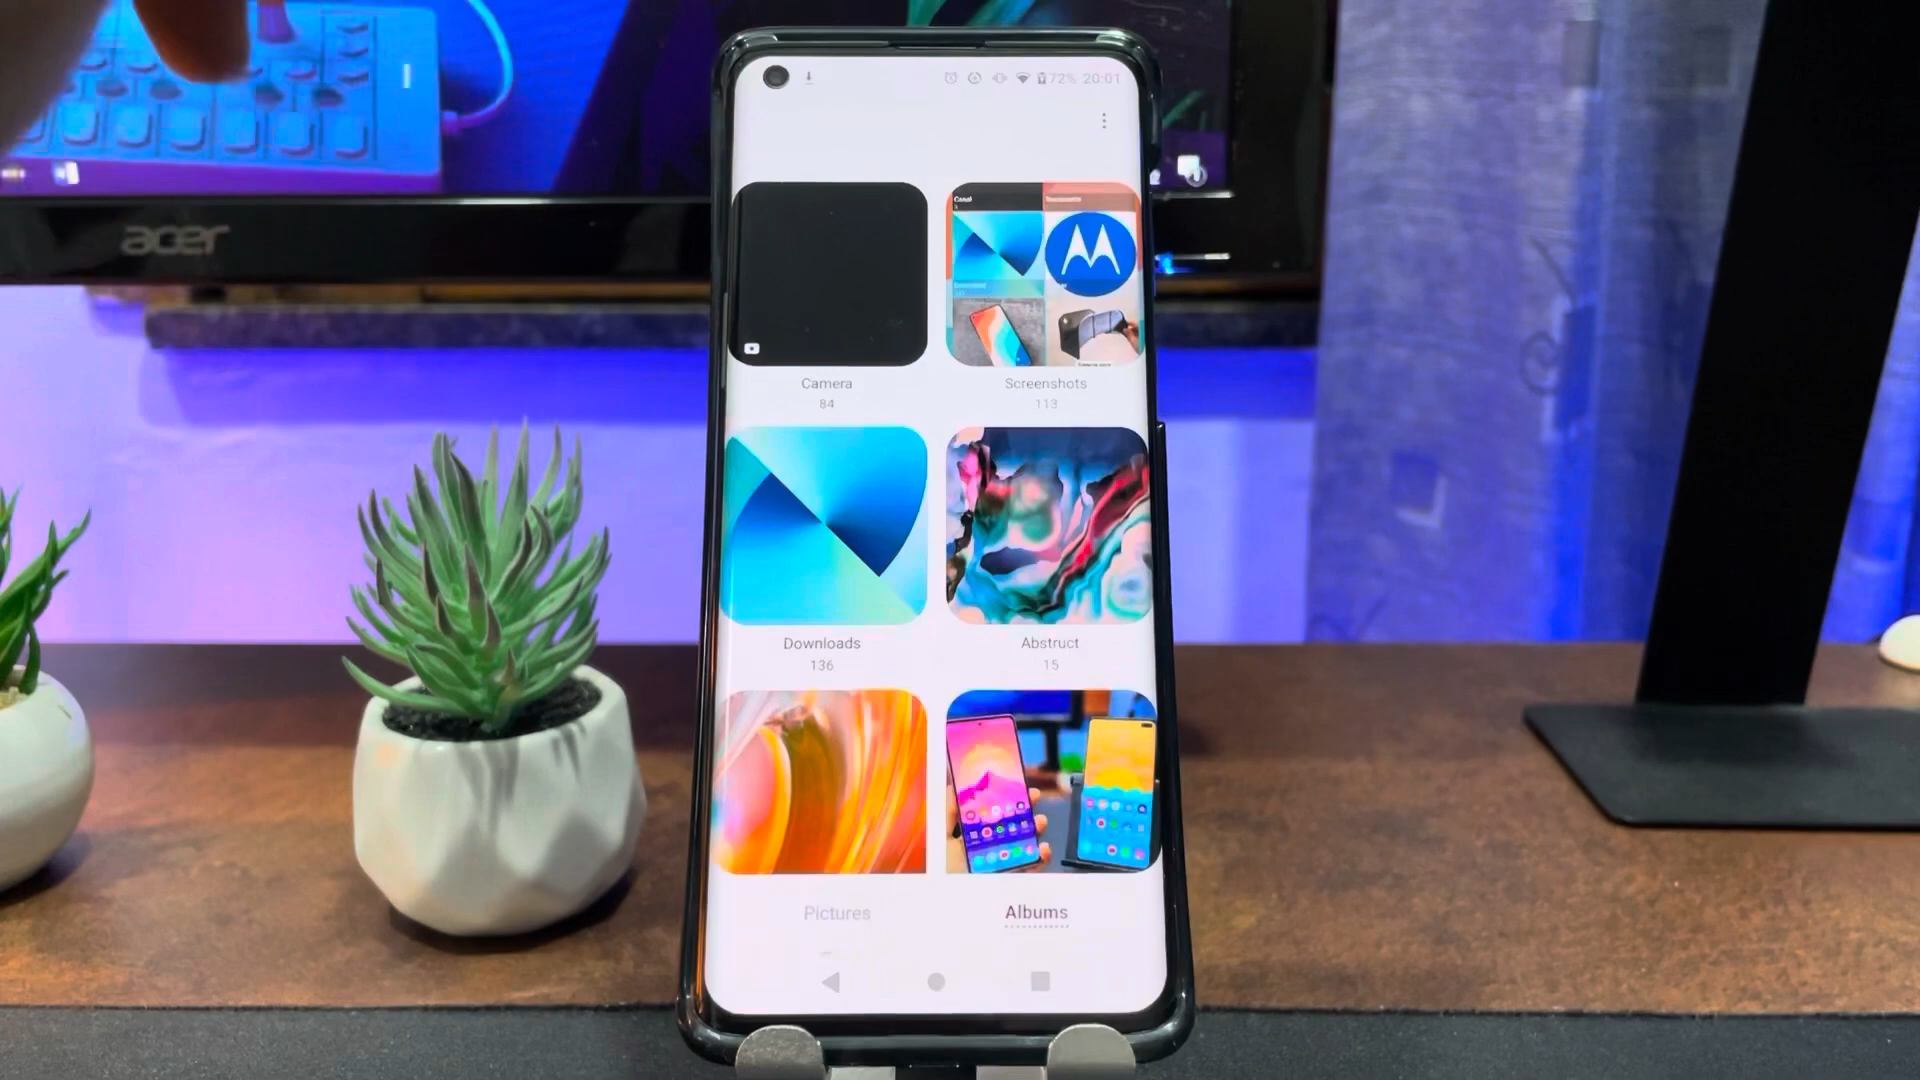 acer
72% 20:01
Camera
84
Screenshots
113
Downloads
136
Abstruct
15
Pictures
Albums